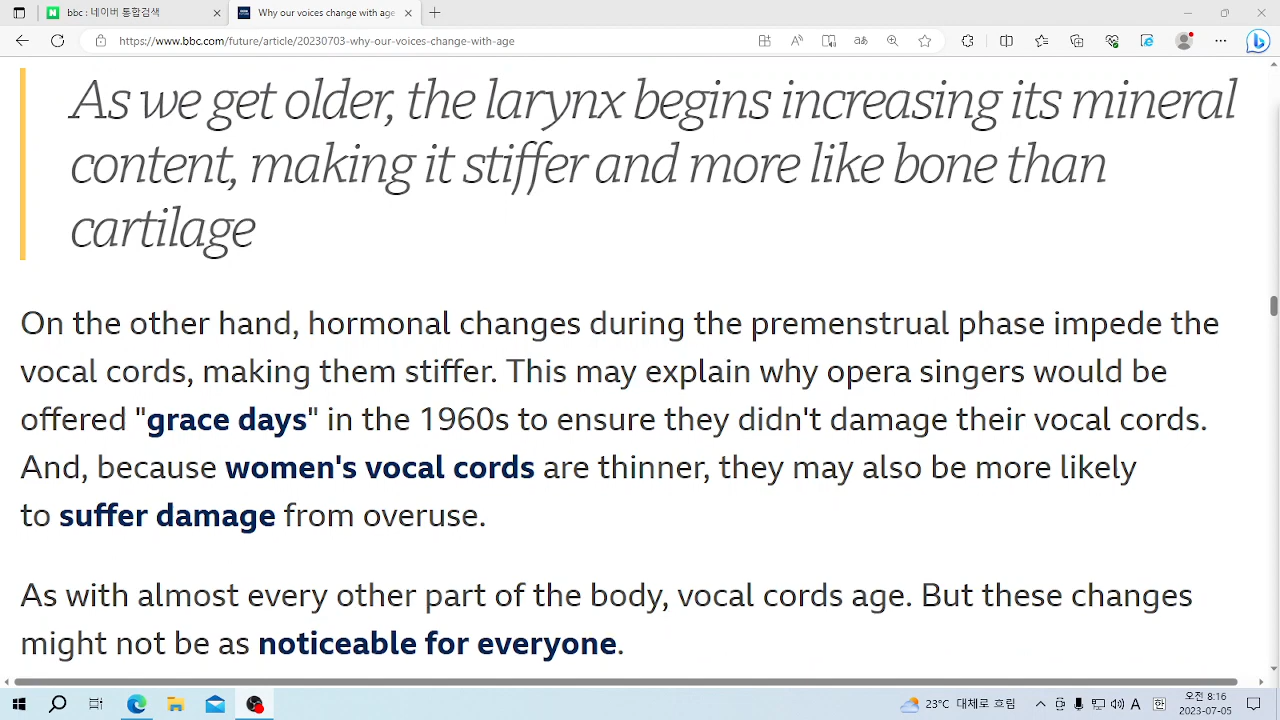 bbc : 네이버 통합검색
Why our voices change with age
https://www.bbc.com/future/article/20230703-why-our-voices-change-with-age
As we get older, the larynx begins increasing its mineral
content, making it stiffer and more like bone than
cartilage
On the other hand, hormonal changes during the premenstrual phase impede the
vocal cords, making them stiffer. This may explain why opera singers would be
offered "grace days" in the 1960s to ensure they didn't damage their vocal cords.
And, because women's vocal cords are thinner, they may also be more likely
to suffer damage from overuse.
As with almost every other part of the body, vocal cords age. But these changes
might not be as noticeable for everyone.
23°C 대체로 흐림
A
오전 8:16
2023-07-05